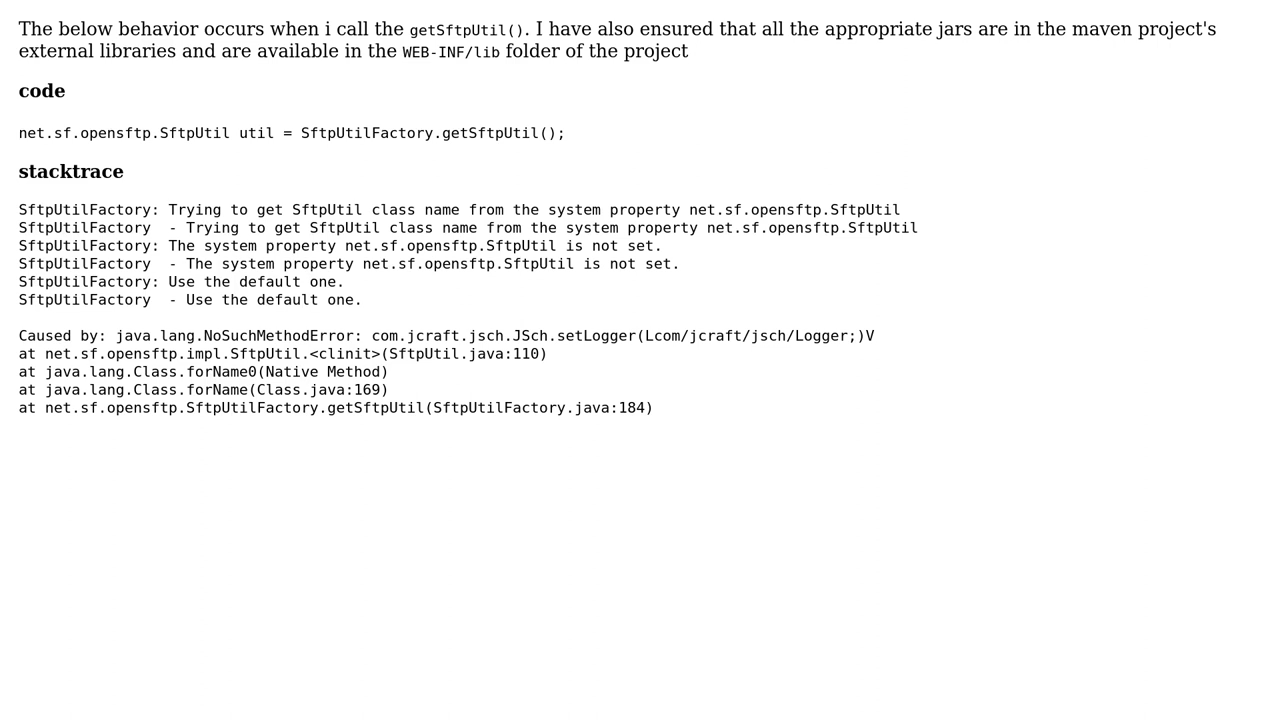 The below behavior occurs when i call the getSftpUtil(). I have also ensured that all the appropriate jars are in the maven project's
external libraries and are available in the WEB-INF/lib folder of the project
code
net.sf.opensftp.SftpUtil util = SftpUtilFactory.getSftpUtil();
stacktrace
SftpUtilFactory: Trying to get SftpUtil class name from the system property net.sf.opensftp.SftpUtil
SftpUtilFactory  - Trying to get SftpUtil class name from the system property net.sf.opensftp.SftpUtil
SftpUtilFactory: The system property net.sf.opensftp.SftpUtil is not set.
SftpUtilFactory  - The system property net.sf.opensftp.SftpUtil is not set.
SftpUtilFactory: Use the default one.
SftpUtilFactory  - Use the default one.
Caused by: java.lang.NoSuchMethodError: com.jcraft.jsch.JSch.setLogger(Lcom/jcraft/jsch/Logger;)V
at net.sf.opensftp.impl.SftpUtil.<clinit>(SftpUtil.java:110)
at java.lang.Class.forName0(Native Method)
at java.lang.Class.forName(Class.java:169)
at net.sf.opensftp.SftpUtilFactory.getSftpUtil(SftpUtilFactory.java:184)